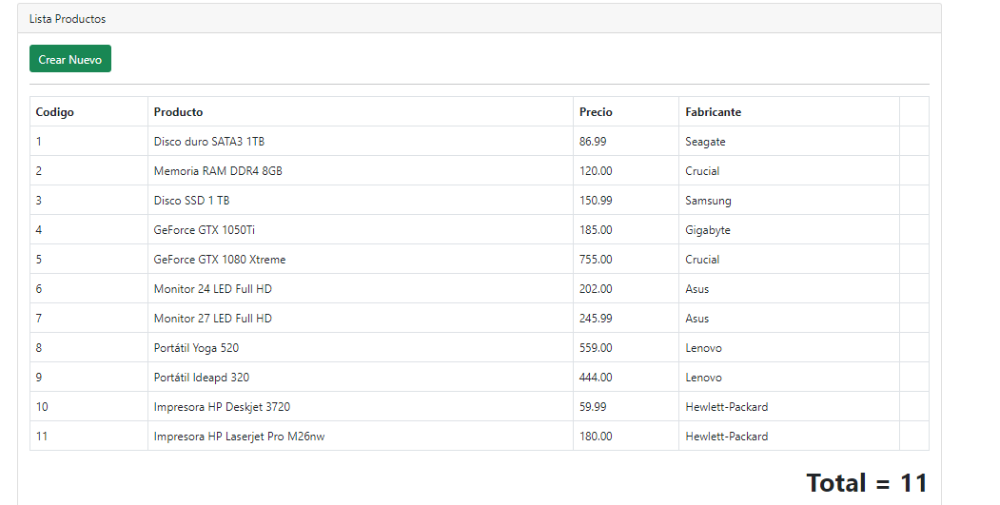 Lista Productos
Crear Nuevo
Codigo Producto Precio Fabricante
1 Disco duro SATA3 1TB 86.99 Seagate
2 Memoria RAM DDR4 8GB 120.00 Crucial
3 Disco SSD 1 TB 150.99 Samsung
4 GeForce GTX 1050Ti 185.00 Gigabyte
5 GeForce GTX 1080 Xtreme 755.00 Crucial
6 Monitor 24 LED Full HD 202.00 Asus
7 Monitor 27 LED Full HD 245.99 Asus
8 Portátil Yoga 520 559.00 Lenovo
9 Portátil Ideapd 320 444.00 Lenovo
10 Impresora HP Deskjet 3720 59.99 Hewlett-Packard
11 Impresora HP Laserjet Pro M26nw 180.00 Hewlett-Packard
Total = 11